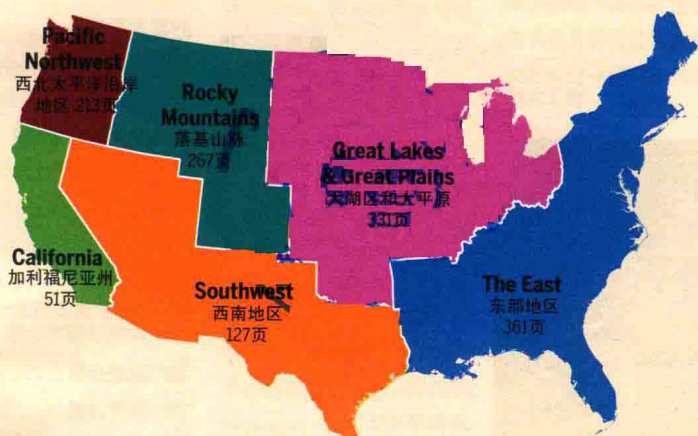 Pacific
Northwest
西北太平洋沿岸
地区 213页
Rocky
Mountains
落基山脉
267页
Great Lakes
& Great Plains
大湖区和大平原
331页
California
加利福尼亚州
51页
Southwest
西南地区
127页
The East
东部地区
361页